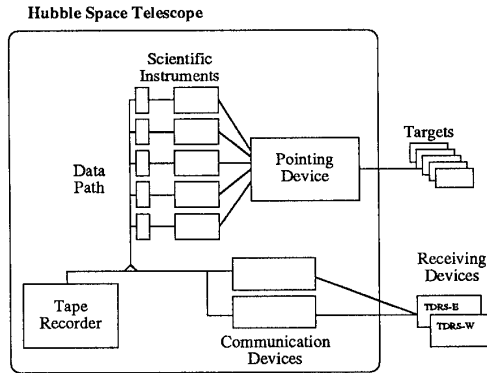 Hubble Space Telescope
Scientific
Instruments
Data
Path
Pointing
Device
Targets
Tape
Recorder
Communication
Devices
Receiving
Devices
TDRS-E
TDRS-W